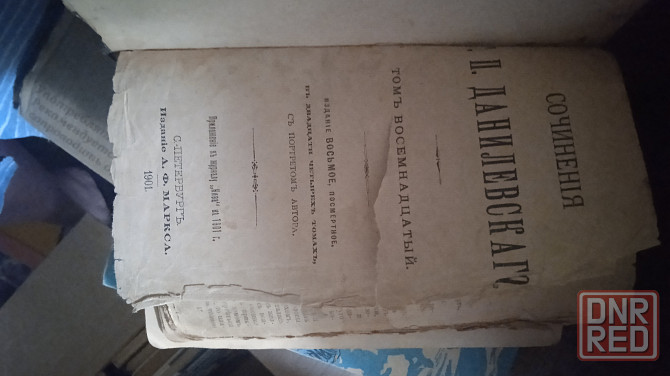 СОЧИНЕНІЯ
П. ДАНИЛЕВСКАГО
ТОМЪ ВОСЕМНАДЦАТЫЙ.
ИЗДАНІЕ ВОСЬМОЕ, ПОСМЕРТНОЕ,
ВЪ ДВАДЦАТИ ЧЕТЫРЕХЪ ТОМАХЪ,
СЪ ПОРТРЕТОМЪ АВТОРА.
Приложеніе къ журналу „Нива“ на 1901 г.
С.-ПЕТЕРБУРГЪ.
Изданіе А. Ф. МАРКСА.
1901.
DNR
RED